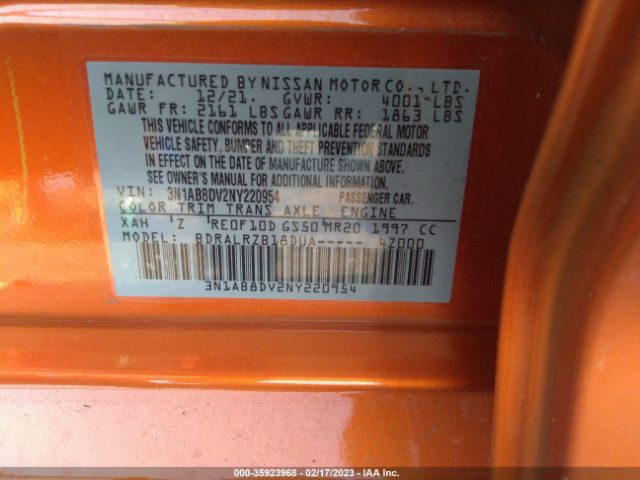 MANUFACTURED BY NISSAN MOTOR CO., LTD.
DATE: 12/21. GVWR: 4001 LBS
GAWR FR: 2161 LBS GAWR RR: 1863 LBS
THIS VEHICLE CONFORMS TO ALL APPLICABLE FEDERAL MOTOR
VEHICLE SAFETY, BUMPER AND THEFT PREVENTION STANDARDS
IN EFFECT ON THE DATE OF MANUFACTURE SHOWN ABOVE.
SEE OWNER'S MANUAL FOR ADDITIONAL INFORMATION
VIN: 3N1AB8DV2NY220954 PASSENGER CAR.
COLOR TRIM TRANS AXLE ENGINE
XAH Z RE0F10D GS50 MR20 1997 CC
MODEL: BDRALRZB18DUA----- 4Z000
3N1AB8DV2NY220954
000-35923968 - 02/17/2023 - IAA Inc.